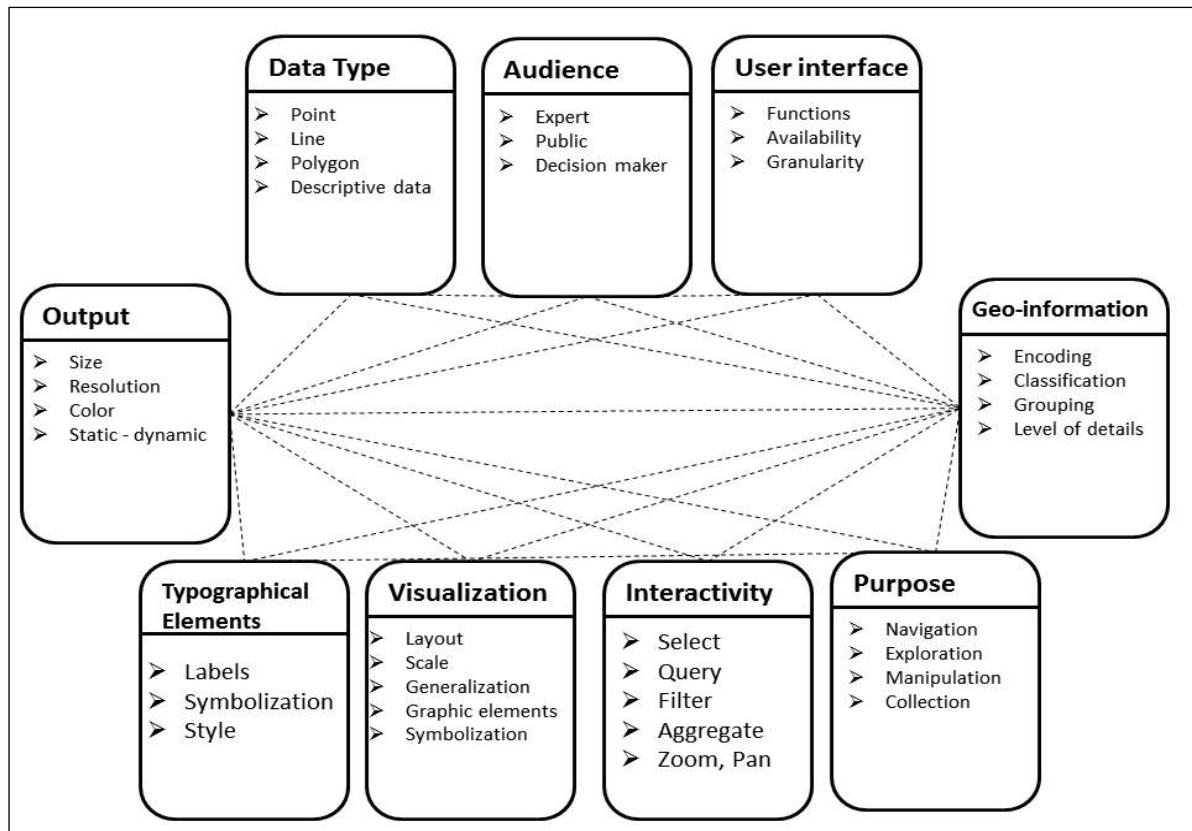 Data Type
➢ Point
➢ Line
➢ Polygon
➢ Descriptive data
Audience
➢ Expert
➢ Public
➢ Decision maker
User interface
➢ Functions
➢ Availability
➢ Granularity
Output
➢ Size
➢ Resolution
➢ Color
➢ Static - dynamic
Geo-information
➢ Encoding
➢ Classification
➢ Grouping
➢ Level of details
Typographical
Elements
➢ Labels
➢ Symbolization
➢ Style
Visualization
➢ Layout
➢ Scale
➢ Generalization
➢ Graphic elements
➢ Symbolization
Interactivity
➢ Select
➢ Query
➢ Filter
➢ Aggregate
➢ Zoom, Pan
Purpose
➢ Navigation
➢ Exploration
➢ Manipulation
➢ Collection